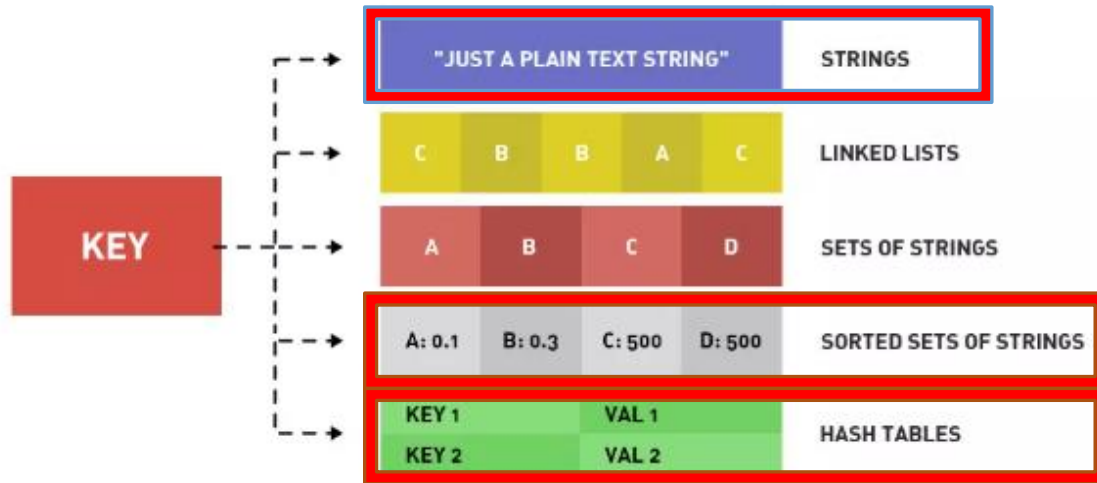 "JUST A PLAIN TEXT STRING" STRINGS
C B B A C LINKED LISTS
KEY
A B C D SETS OF STRINGS
A: 0.1 B: 0.3 C: 500 D: 500 SORTED SETS OF STRINGS
KEY 1 VAL 1
HASH TABLES
KEY 2 VAL 2